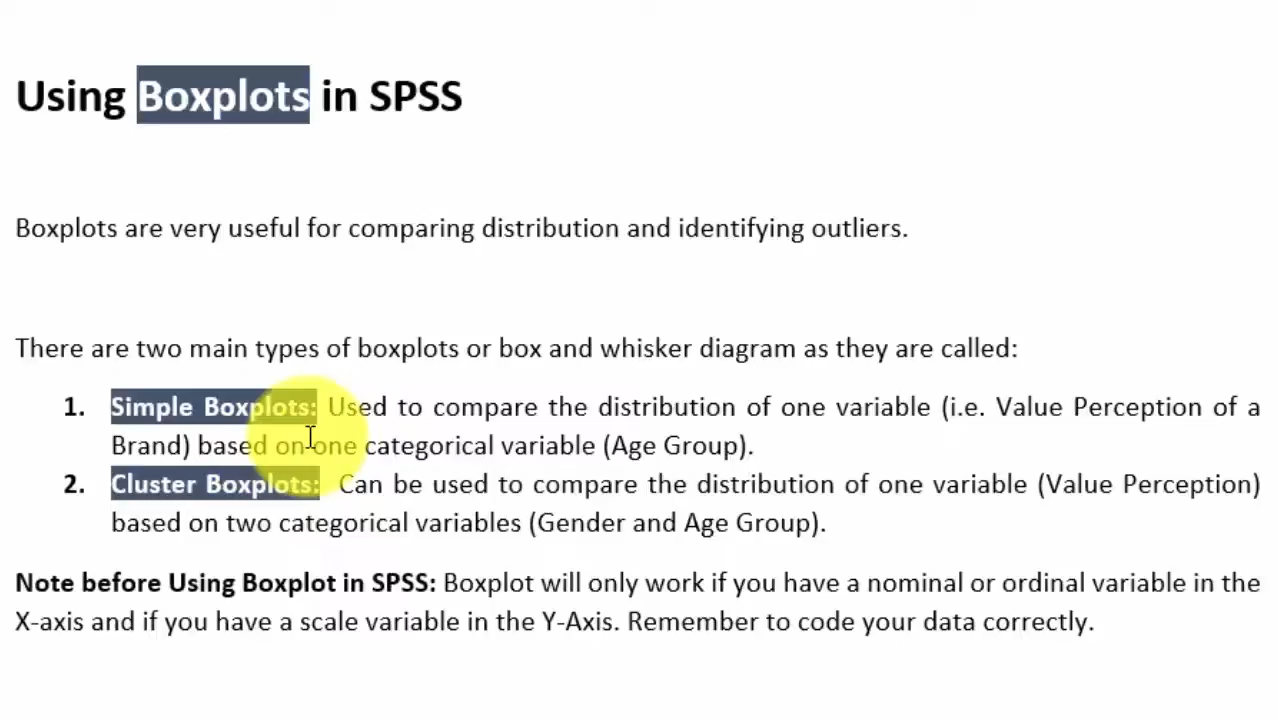 Using Boxplots in SPSS
Boxplots are very useful for comparing distribution and identifying outliers.
There are two main types of boxplots or box and whisker diagram as they are called:
1. Simple Boxplots: Used to compare the distribution of one variable (i.e. Value Perception of a
Brand) based on one categorical variable (Age Group).
2. Cluster Boxplots: Can be used to compare the distribution of one variable (Value Perception)
based on two categorical variables (Gender and Age Group).
Note before Using Boxplot in SPSS: Boxplot will only work if you have a nominal or ordinal variable in the
X-axis and if you have a scale variable in the Y-Axis. Remember to code your data correctly.